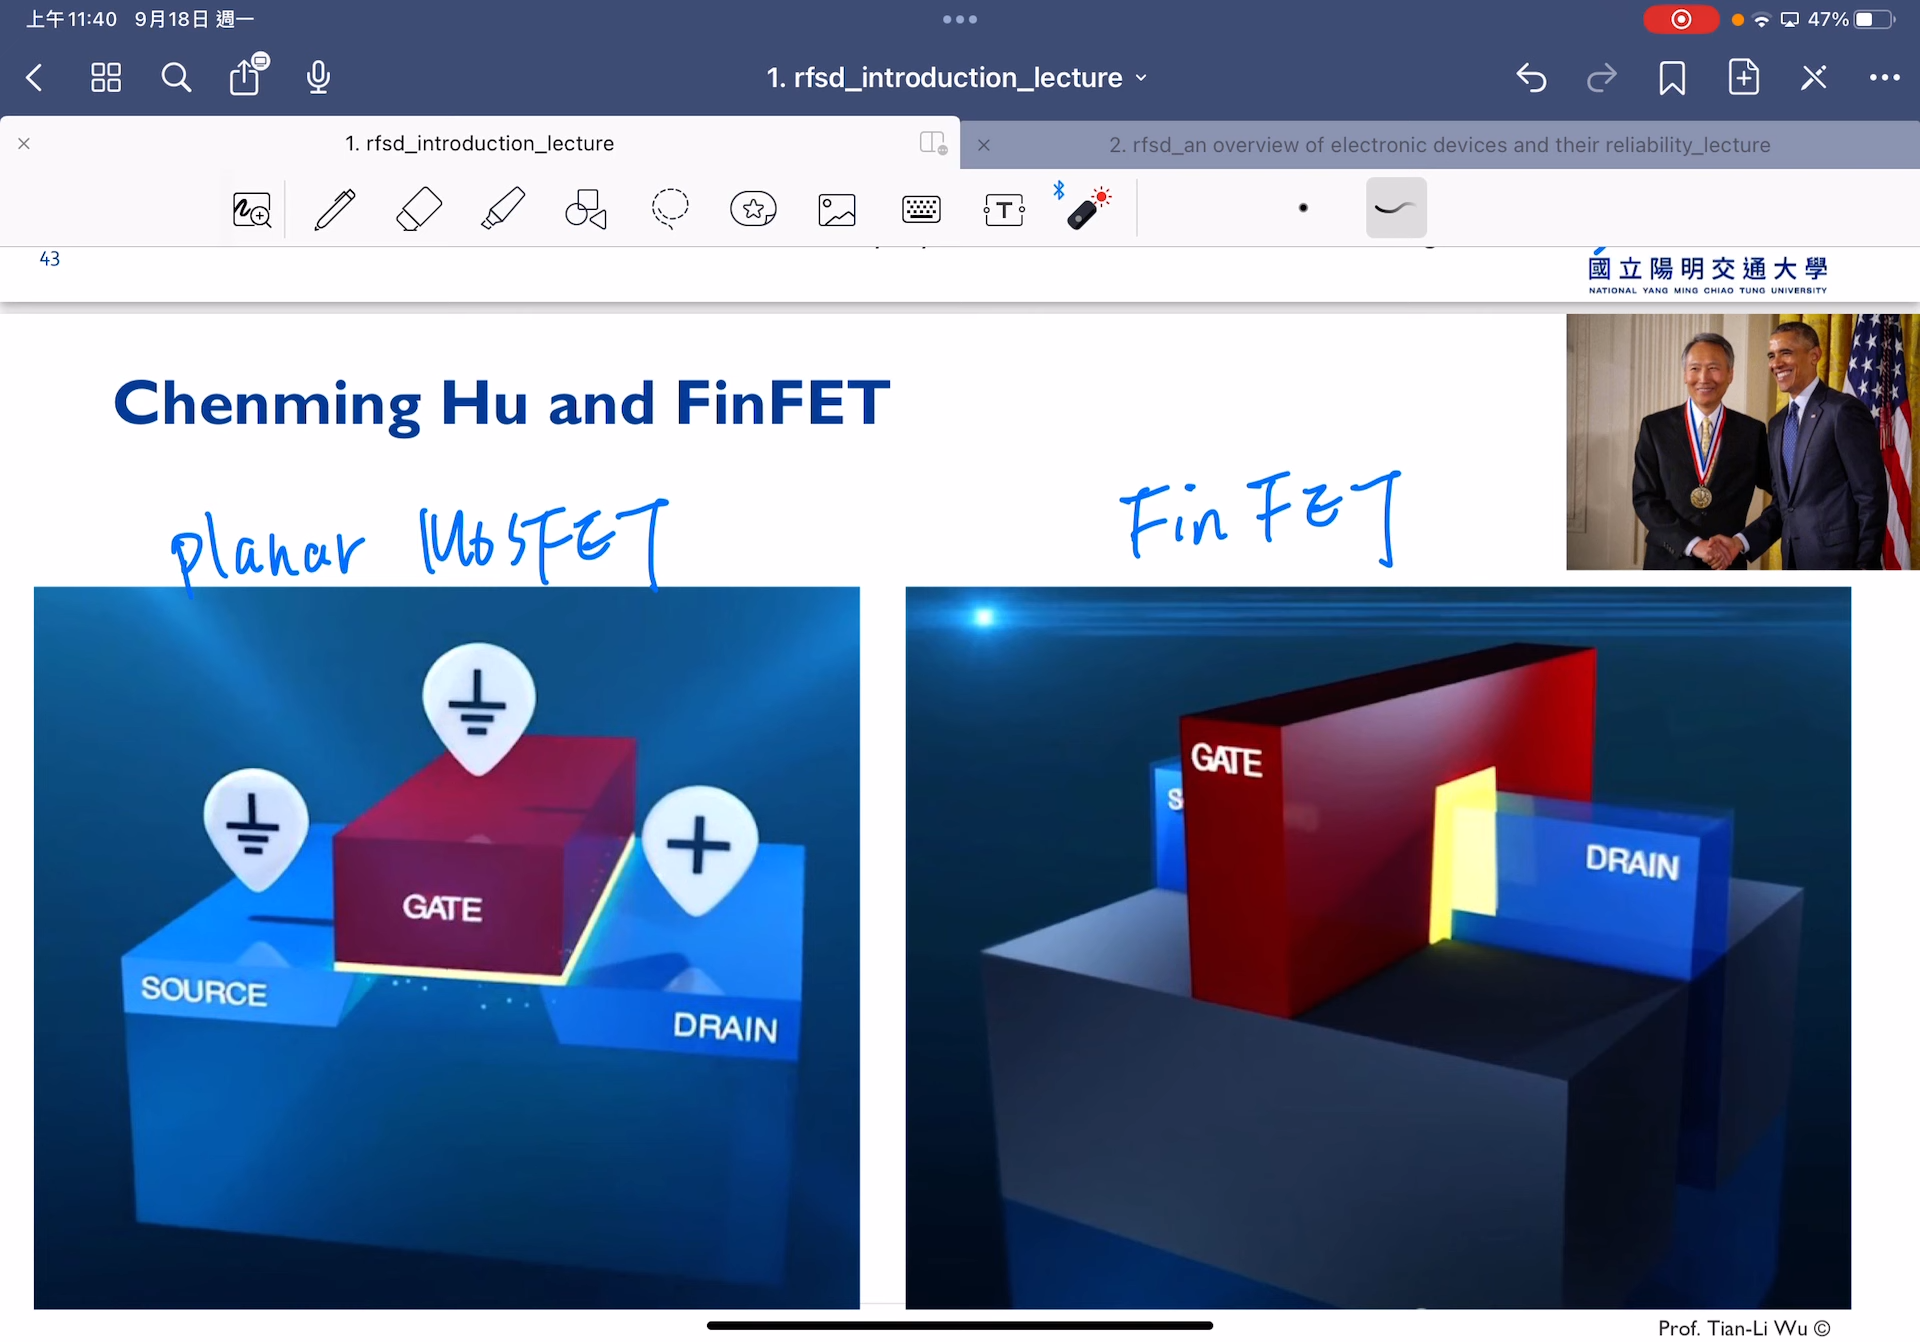 上午11:40 9月18日 週一
47%
1. rfsd_introduction_lecture
1. rfsd_introduction_lecture
2. rfsd_an overview of electronic devices and their reliability_lecture
T
43
國立陽明交通大學
NATIONAL YANG MING CHIAO TUNG UNIVERSITY
Chenming Hu and FinFET
planar MOSFET
FinFET
GATE
SOURCE
DRAIN
GATE
S
DRAIN
Prof. Tian-Li Wu ©